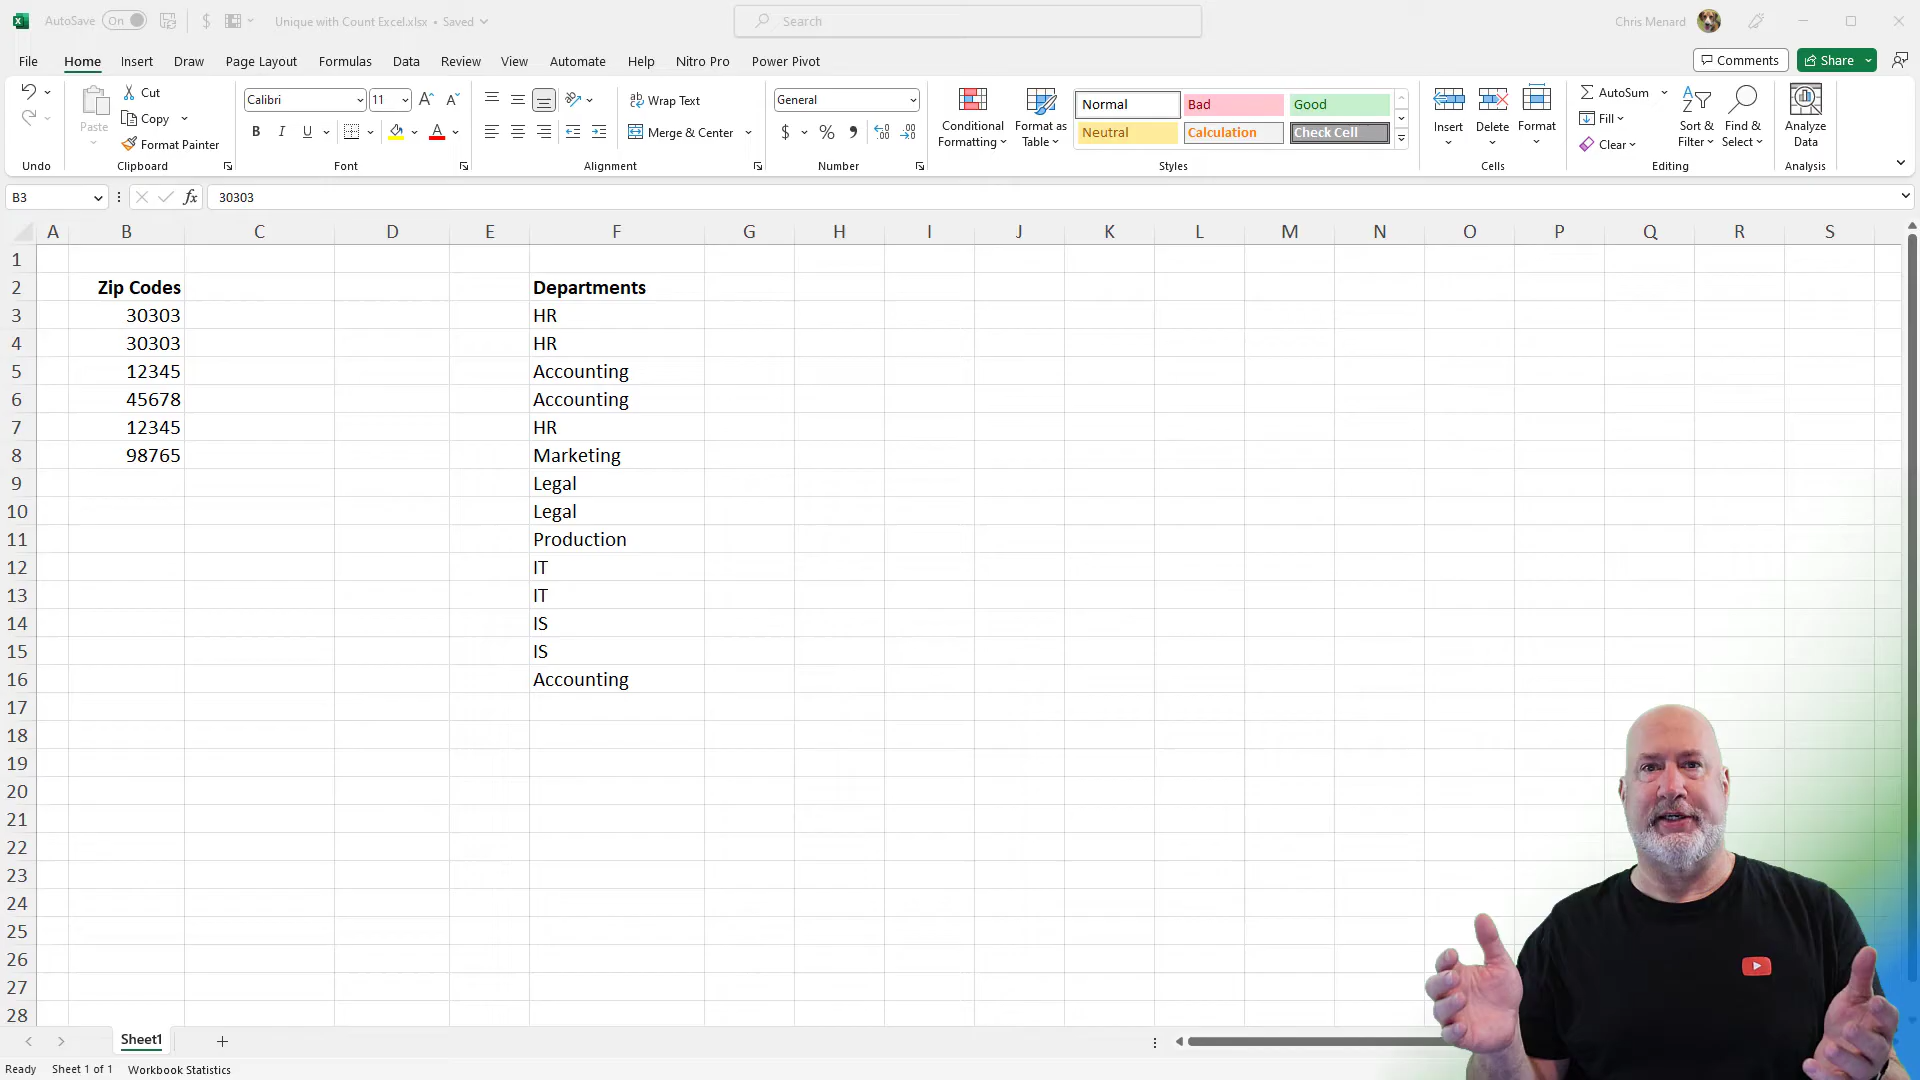 AutoSave On Unique with Count Excel.xlsx • Saved Search Chris Menard
File Home Insert Draw Page Layout Formulas Data Review View Automate Help Nitro Pro Power Pivot Comments Share
Paste Cut Calibri 11 Wrap Text General Conditional Formatting Format as Table Normal Bad Good Insert Delete Format AutoSum Sort & Filter Find & Select Analyze Data
Copy B I U Merge & Center $ % , Neutral Calculation Check Cell Fill
Format Painter Clear
Undo Clipboard Font Alignment Number Styles Cells Editing Analysis
B3 fx 30303
A B C D E F G H I J K L M N O P Q R S
1
2 Zip Codes Departments
3 30303 HR
4 30303 HR
5 12345 Accounting
6 45678 Accounting
7 12345 HR
8 98765 Marketing
9 Legal
10 Legal
11 Production
12 IT
13 IT
14 IS
15 IS
16 Accounting
17
18
19
20
21
22
23
24
25
26
27
28
Sheet1
Ready Sheet 1 of 1 Workbook Statistics